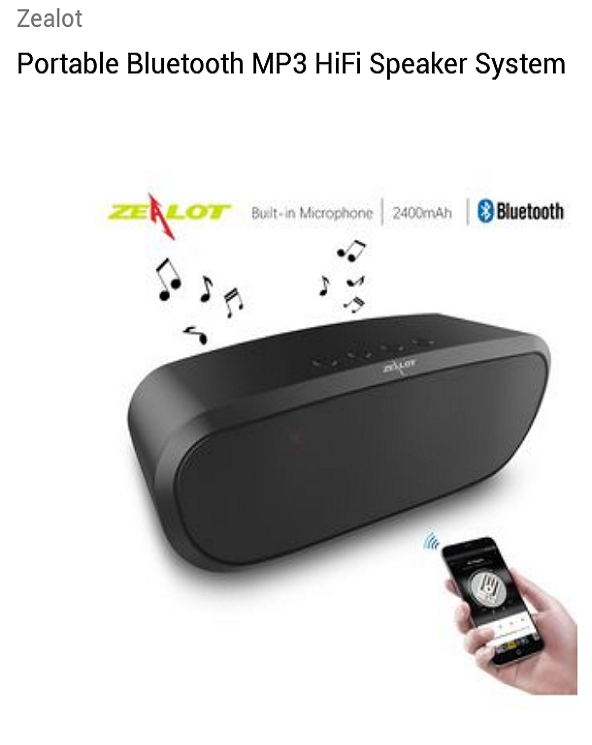 Zealot
Portable Bluetooth MP3 HiFi Speaker System
ZEALOT Built-in Microphone 2400mAh Bluetooth
ZEALOT